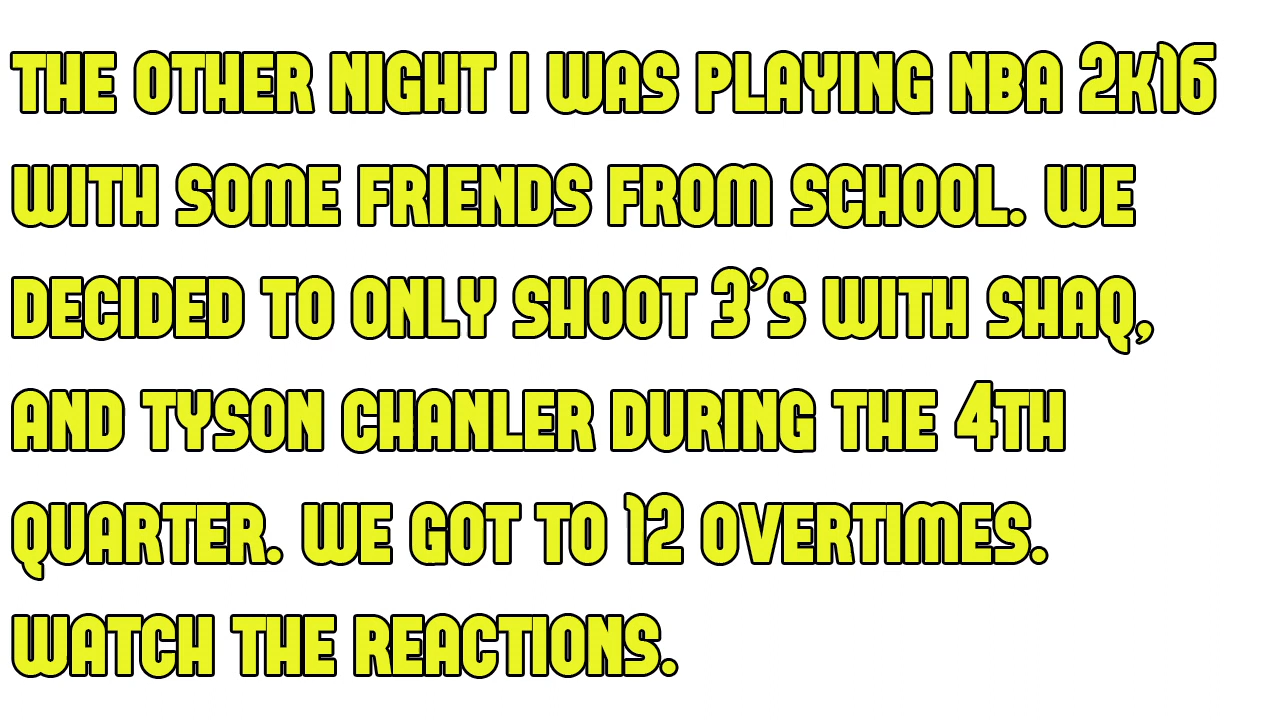 THE OTHER NIGHT I WAS PLAYING NBA 2K16
WITH SOME FRIENDS FROM SCHOOL. WE
DECIDED TO ONLY SHOOT 3'S WITH SHAQ,
AND TYSON CHANLER DURING THE 4TH
QUARTER. WE GOT TO 12 OVERTIMES.
WATCH THE REACTIONS.